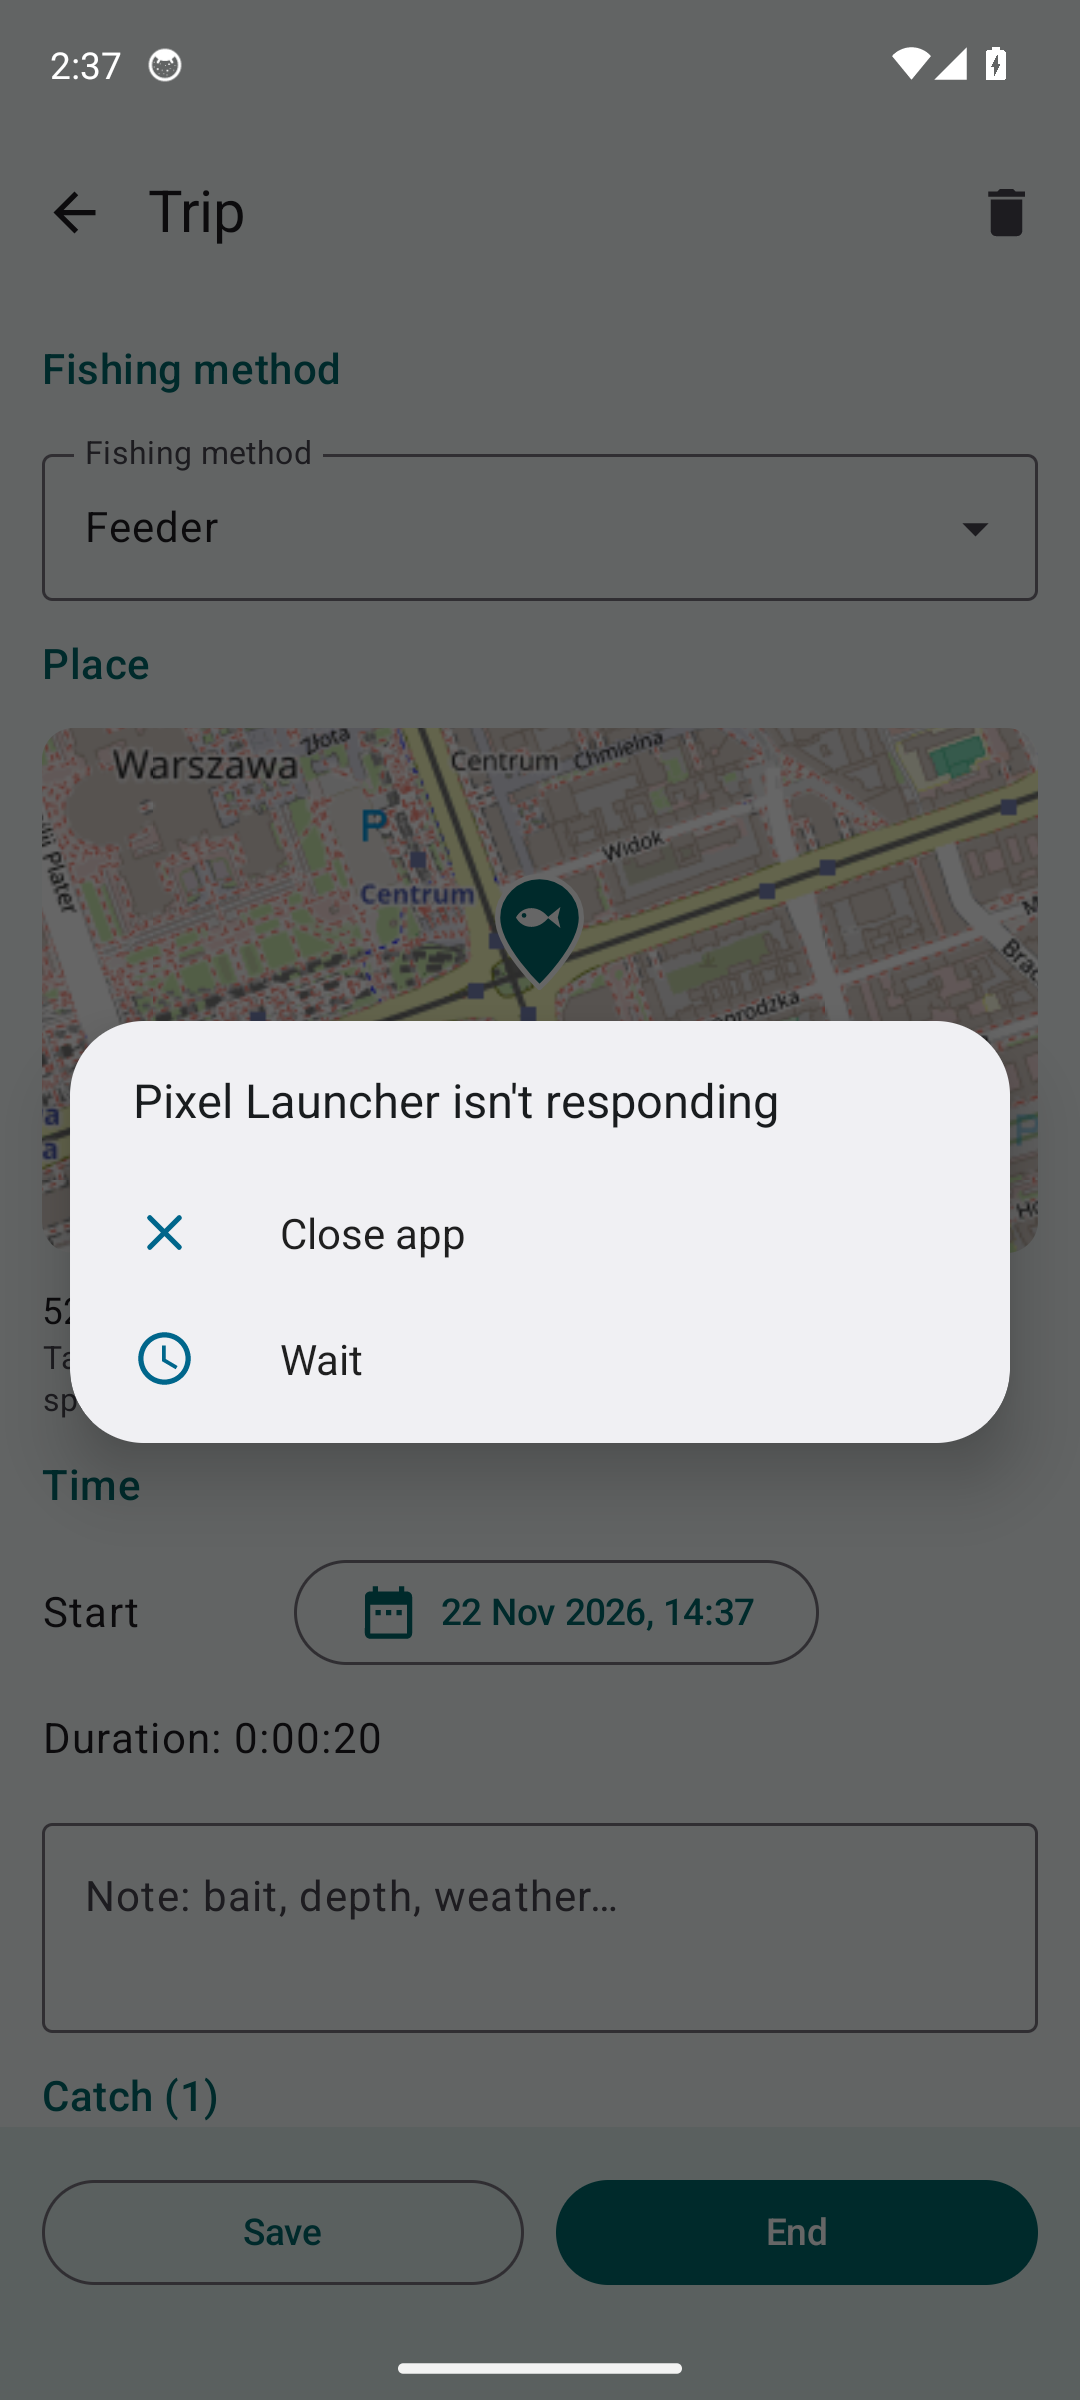 2:37
Trip
Fishing method
Fishing method
Feeder
Place
Warszawa
Złota
Centrum
Chmielna
P
Widok
Centrum
Pixel Launcher isn't responding
Close app
Wait
Time
Start
22 Nov 2026, 14:37
Duration: 0:00:20
Note: bait, depth, weather…
Catch (1)
Save
End